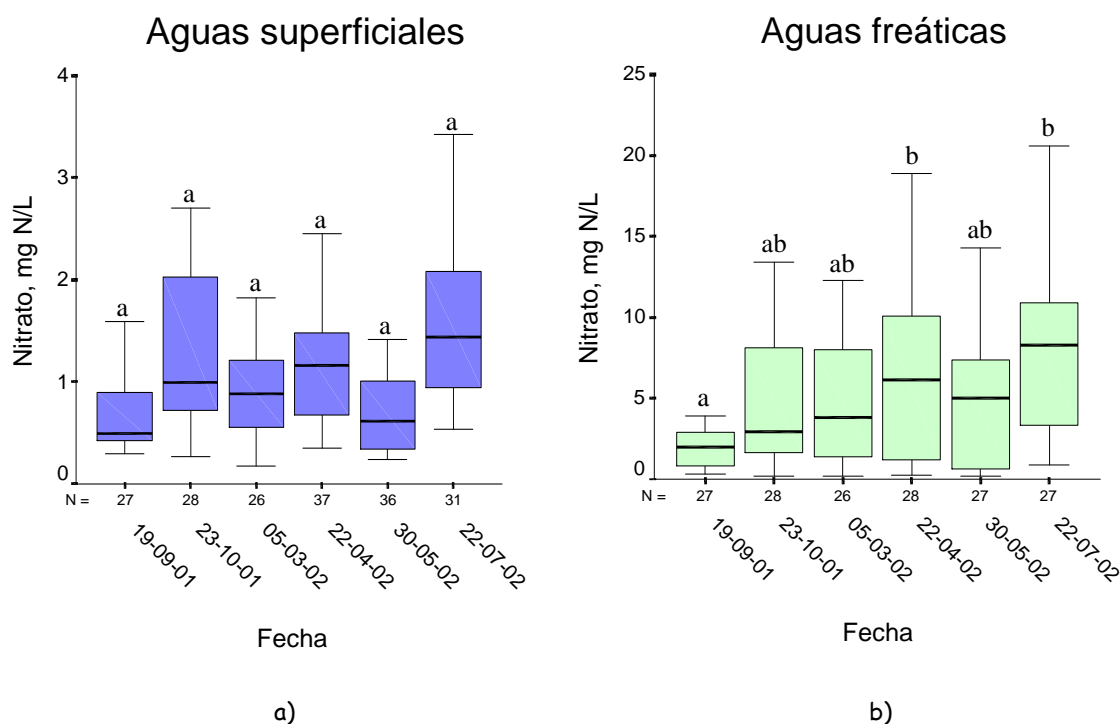 Aguas superficiales
4
3
2
1
0
Nitrato, mg N/L
a
a
a
a
a
a
N =
27
28
26
37
36
31
19-09-01
23-10-01
05-03-02
22-04-02
30-05-02
22-07-02
Fecha
a)
Aguas freáticas
25
20
15
10
5
0
Nitrato, mg N/L
a
ab
ab
b
ab
b
N =
27
28
26
28
27
27
19-09-01
23-10-01
05-03-02
22-04-02
30-05-02
22-07-02
Fecha
b)